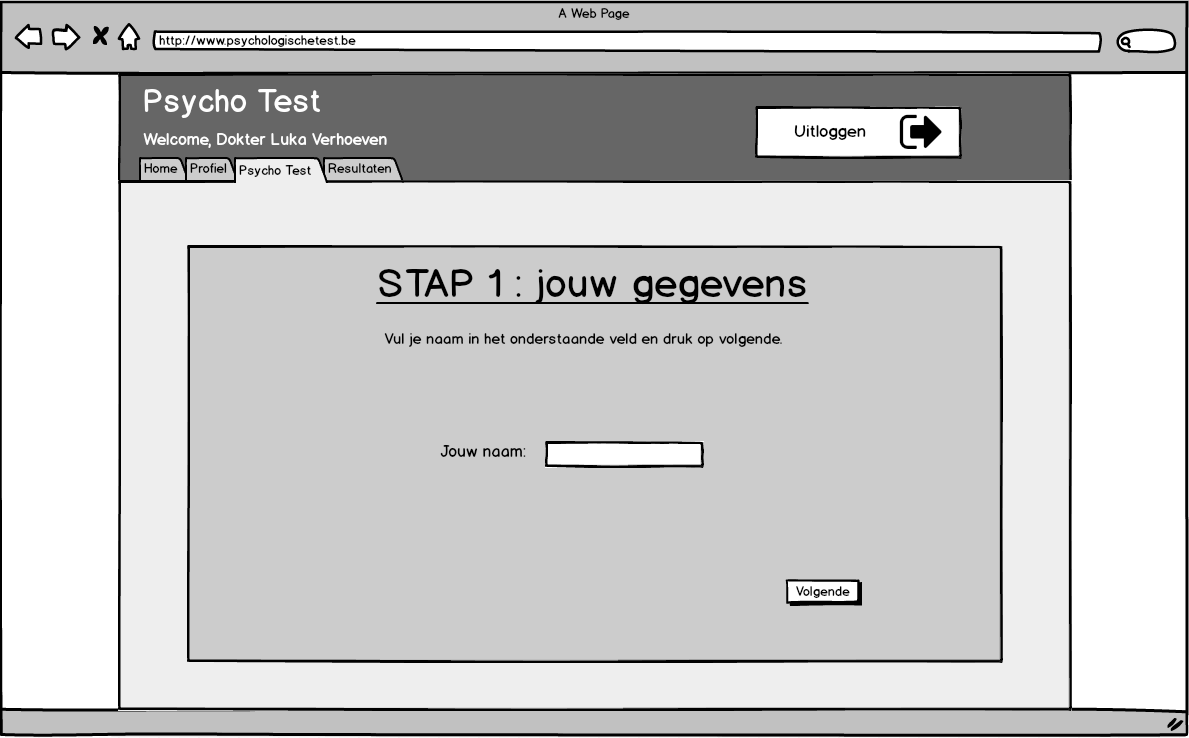 A Web Page
http://www.psychologischetest.be
Psycho Test
Uitloggen
Welcome, Dokter Luka Verhoeven
Home Profiel Psycho Test Resultaten
STAP 1 : jouw gegevens
Vul je naam in het onderstaande veld en druk op volgende.
Jouw naam:
Volgende